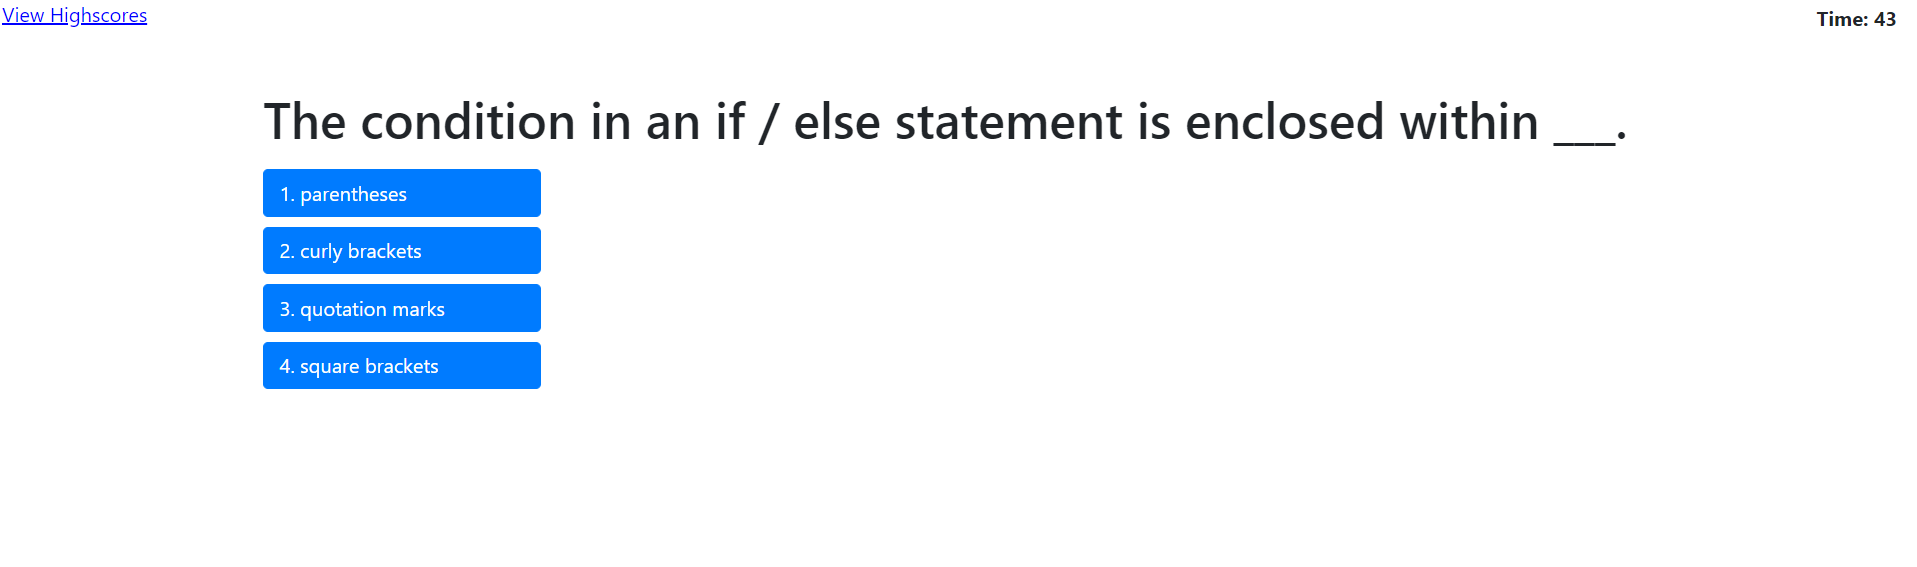 View Highscores
Time: 43
The condition in an if / else statement is enclosed within ___.
1. parentheses
2. curly brackets
3. quotation marks
4. square brackets